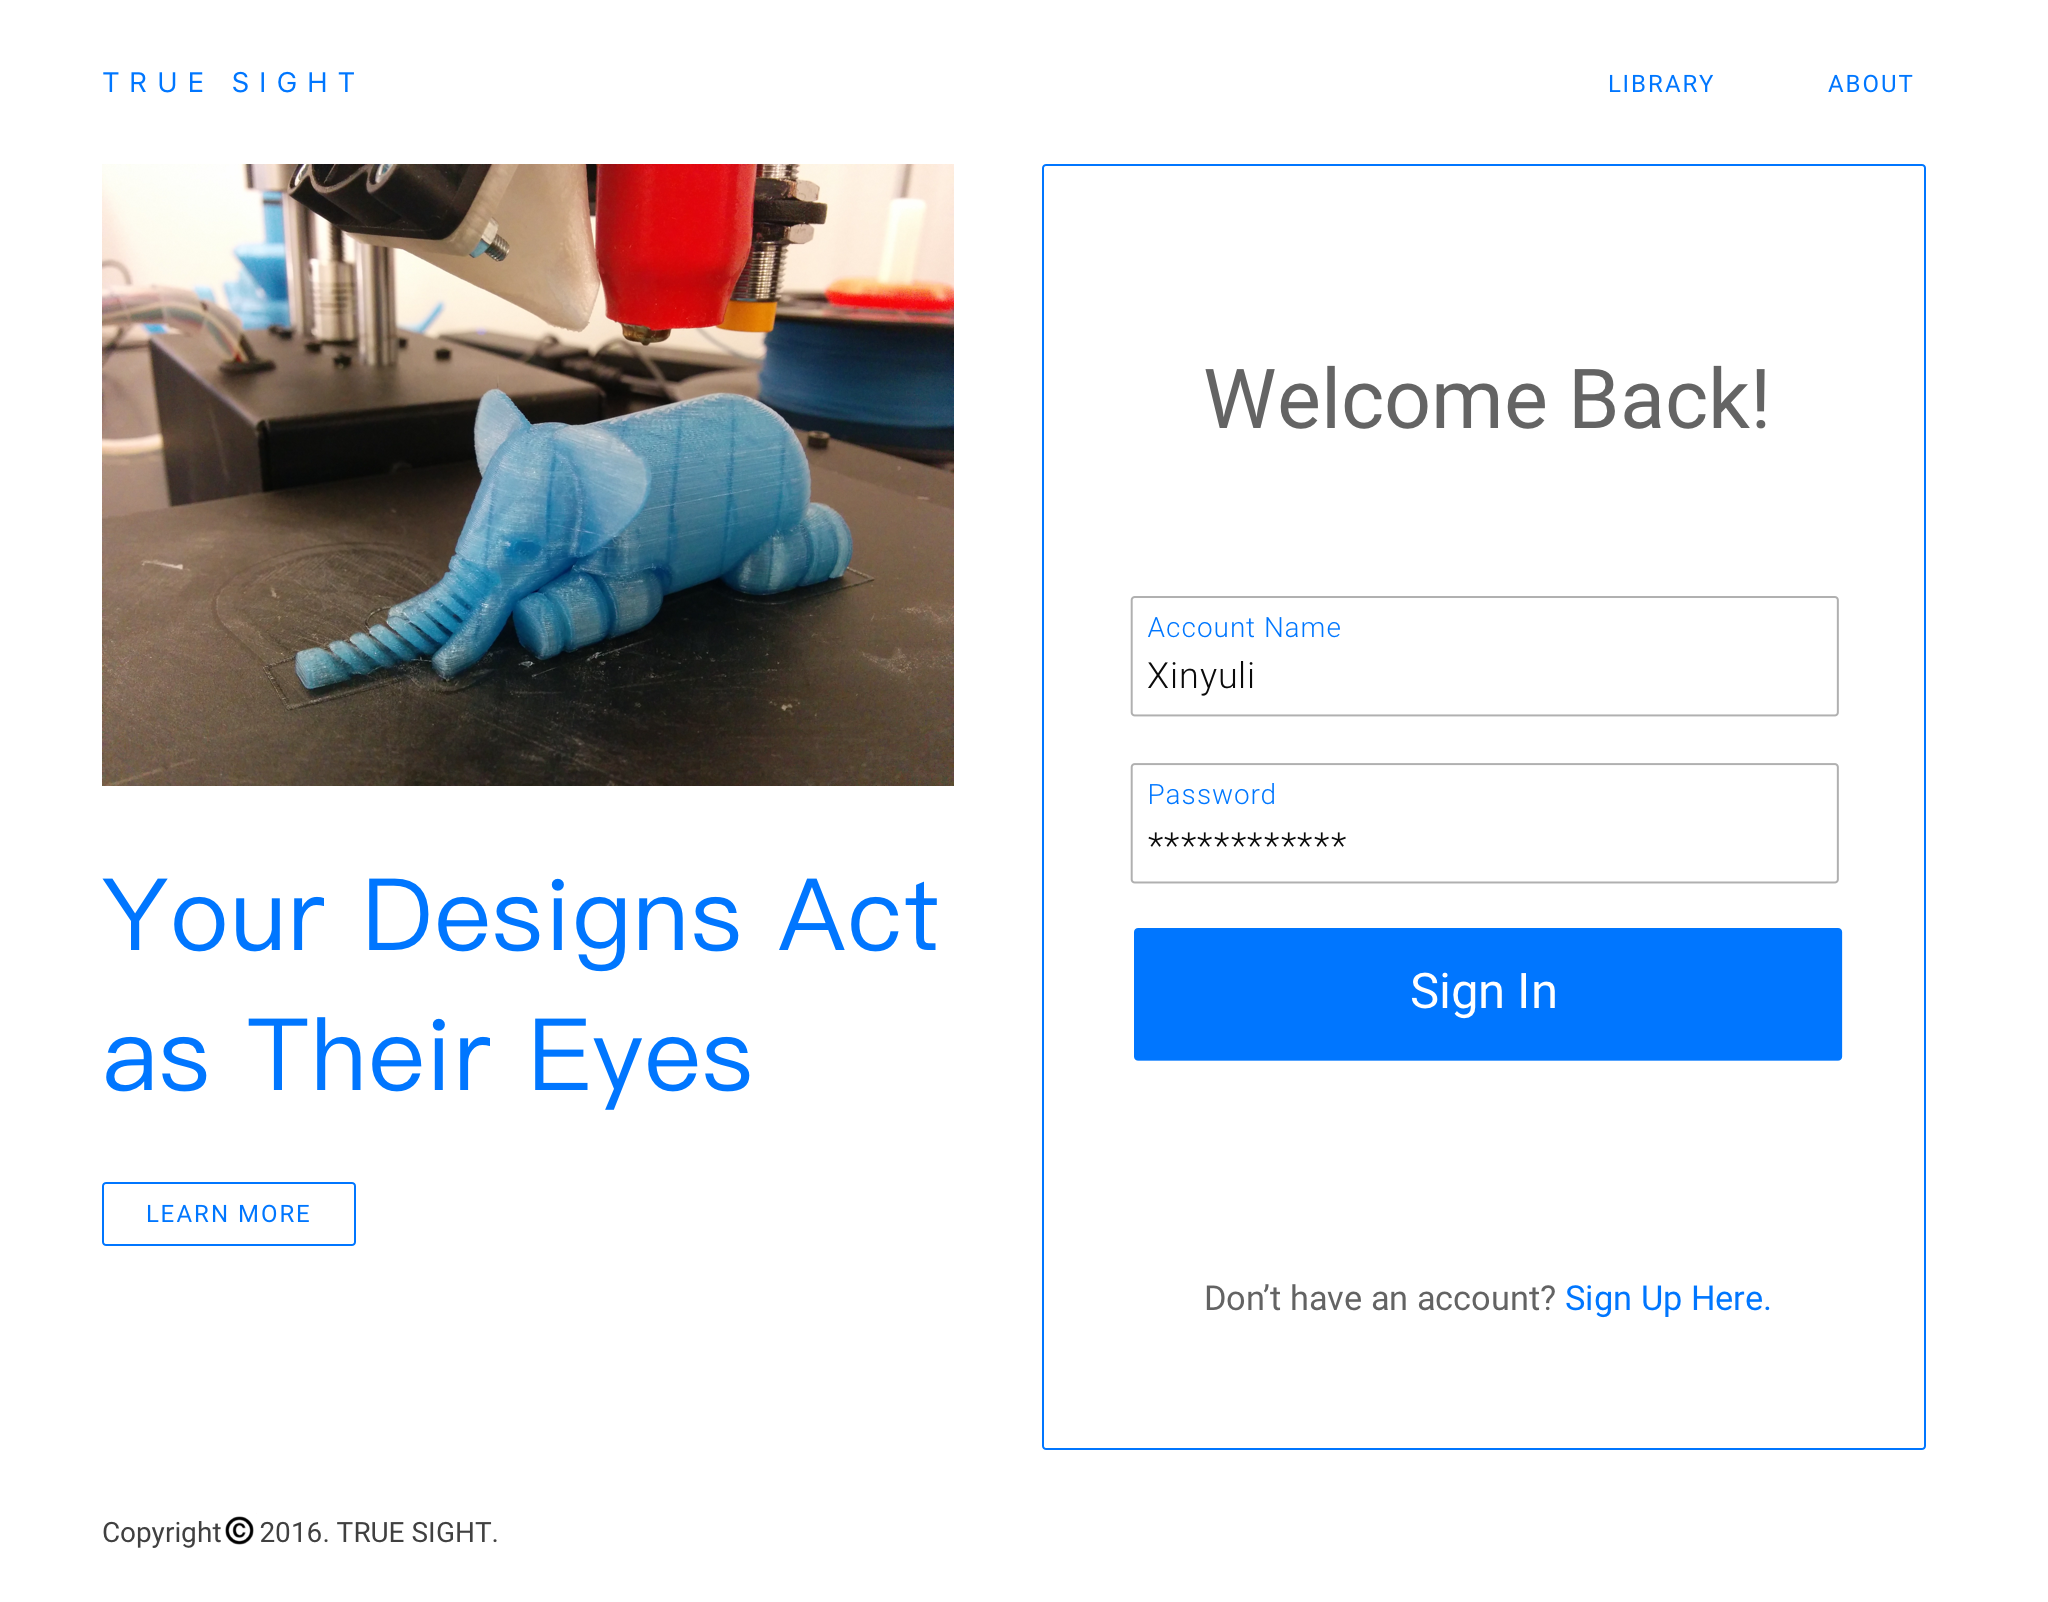 TRUE SIGHT
LIBRARY
ABOUT
Your Designs Act
as Their Eyes
LEARN MORE
Welcome Back!
Account Name
Xinyuli
Password
************
Sign In
Don’t have an account? Sign Up Here.
Copyright © 2016. TRUE SIGHT.